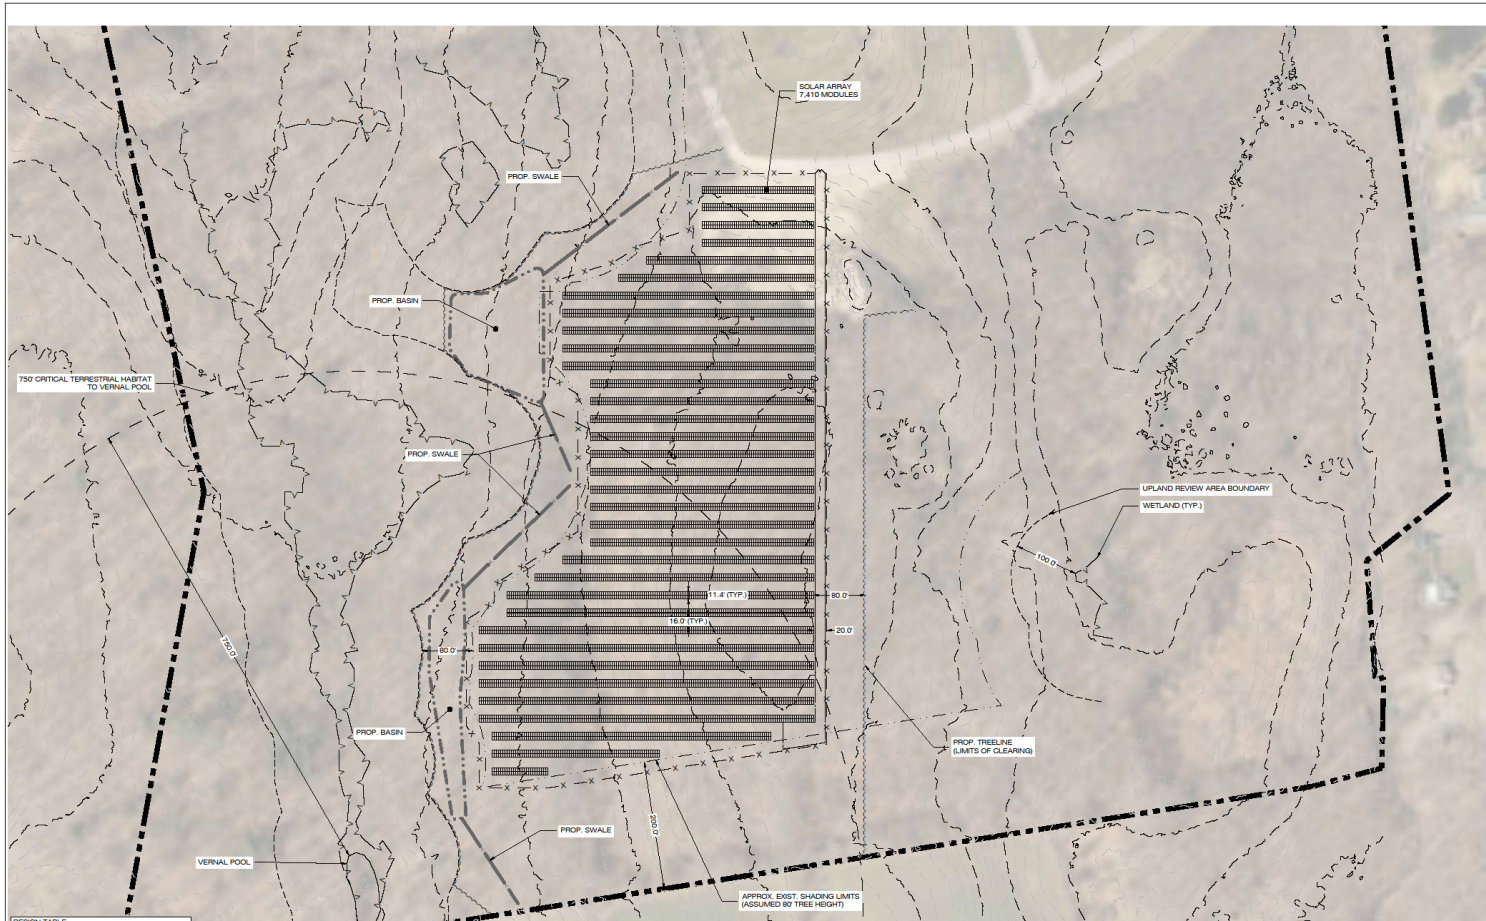 SOLAR ARRAY
7,410 MODULES
PROP. SWALE
PROP. BASIN
750' CRITICAL TERRESTRIAL HABITAT
TO VERNAL POOL
PROP. SWALE
UPLAND REVIEW AREA BOUNDARY
WETLAND (TYP.)
100.0'
11.4' (TYP.)
80.0'
16.0' (TYP.)
20.0'
750.0'
80.0'
PROP. BASIN
PROP. TREELINE
(LIMITS OF CLEARING)
200.0'
PROP. SWALE
VERNAL POOL
APPROX. EXIST. SHADING LIMITS
(ASSUMED 80' TREE HEIGHT)
DESIGN TABLE